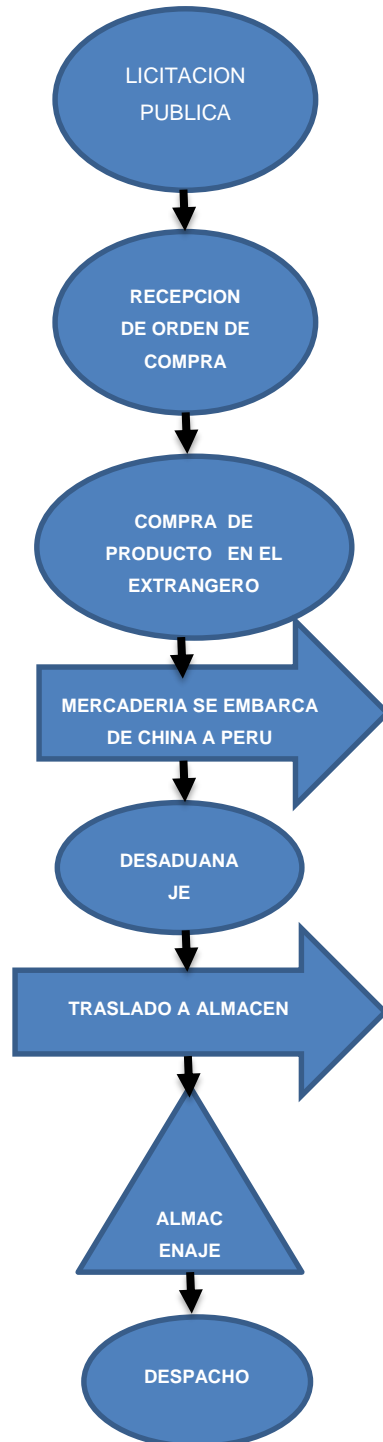 LICITACION
PUBLICA
RECEPCION
DE ORDEN DE
COMPRA
COMPRA DE
PRODUCTO EN EL
EXTRANGERO
MERCADERIA SE EMBARCA
DE CHINA A PERU
DESADUANA
JE
TRASLADO A ALMACEN
ALMAC
ENAJE
DESPACHO